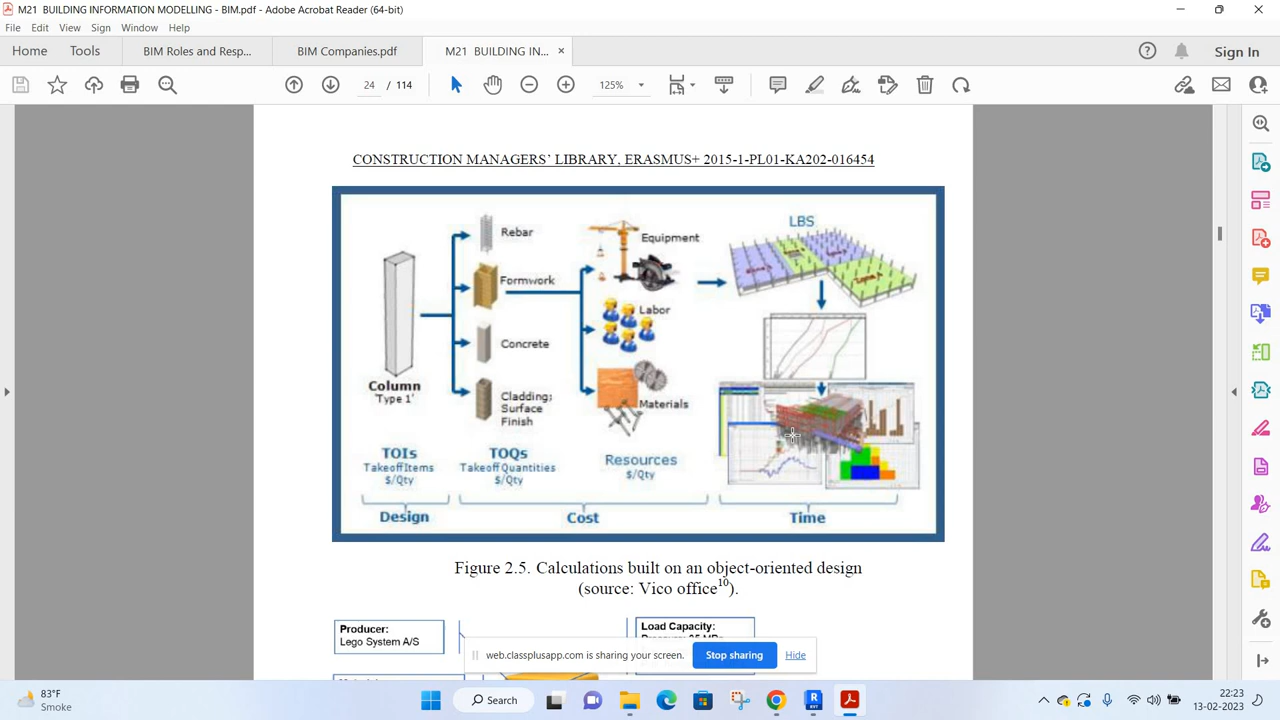 M21 BUILDING INFORMATION MODELLING - BIM.pdf - Adobe Acrobat Reader (64-bit)
File Edit View Sign Window Help
Home Tools BIM Roles and Resp... BIM Companies.pdf M21 BUILDING IN... Sign In
24 / 114 125%
CONSTRUCTION MANAGERS' LIBRARY, ERASMUS+ 2015-1-PL01-KA202-016454
LBS
Rebar
Equipment
Formwork
Labor
Concrete
Column
'Type 1'
Cladding;
Surface
Finish
Materials
TOIs
TakeoffItems
$/Qty
TOQs
TakeoffQuantities
$/Qty
Resources
$/Qty
Design
Cost
Time
Figure 2.5. Calculations built on an object-oriented design
(source: Vico office10).
Producer:
Lego System A/S
Load Capacity:
web.classplusapp.com is sharing your screen. Stop sharing Hide
83°F
Smoke
Search
22:23
13-02-2023